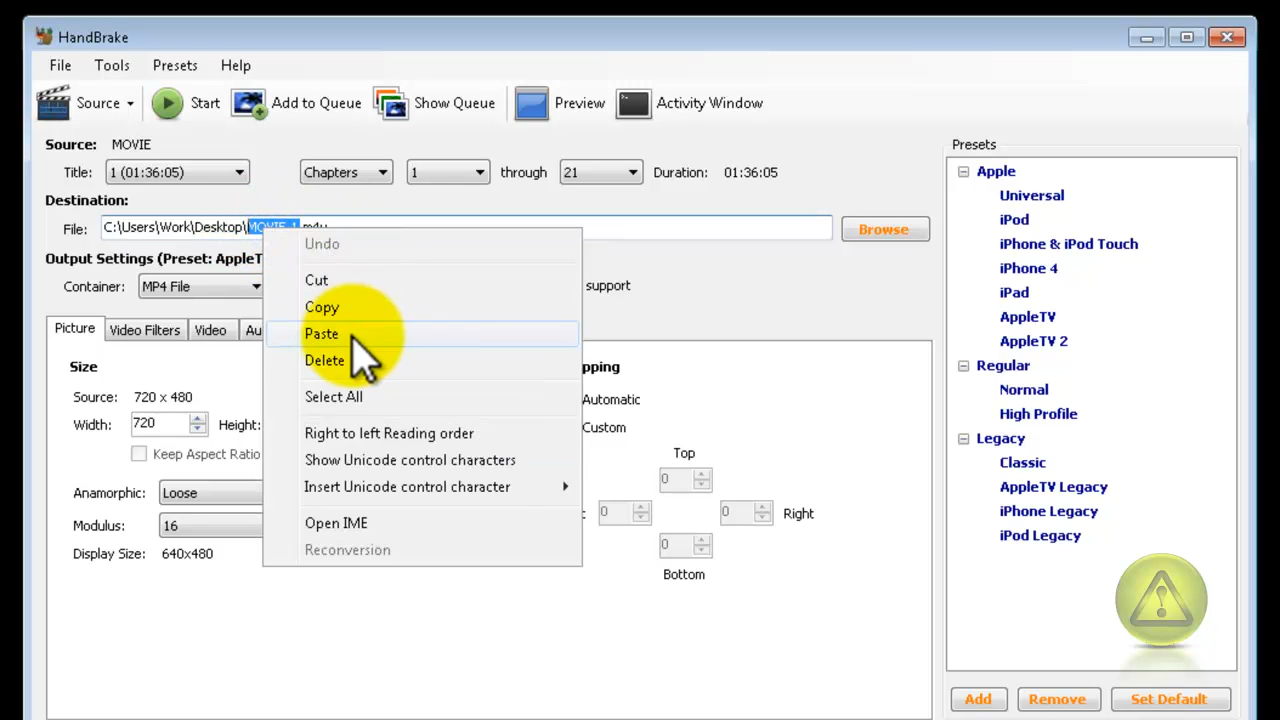 HandBrake
File Tools Presets Help
Source Start Add to Queue Show Queue Preview Activity Window
Source: MOVIE
Title: 1 (01:36:05) Chapters 1 through 21 Duration: 01:36:05
Destination:
File: C:\Users\Work\Desktop\MOVIE-1.m4v Browse
Output Settings (Preset: AppleT
Container: MP4 File support
Picture Video Filters Video Au
Size
Source: 720 x 480
Width: 720 Height:
Keep Aspect Ratio
Anamorphic: Loose
Modulus: 16
Display Size: 640x480
Undo
Cut
Copy
Paste
Delete
Select All
Right to left Reading order
Show Unicode control characters
Insert Unicode control character
Open IME
Reconversion
pping
Automatic
Custom
Top
0
: 0 0 Right
0
Bottom
Presets
Apple
Universal
iPod
iPhone & iPod Touch
iPhone 4
iPad
AppleTV
AppleTV 2
Regular
Normal
High Profile
Legacy
Classic
AppleTV Legacy
iPhone Legacy
iPod Legacy
Add Remove Set Default